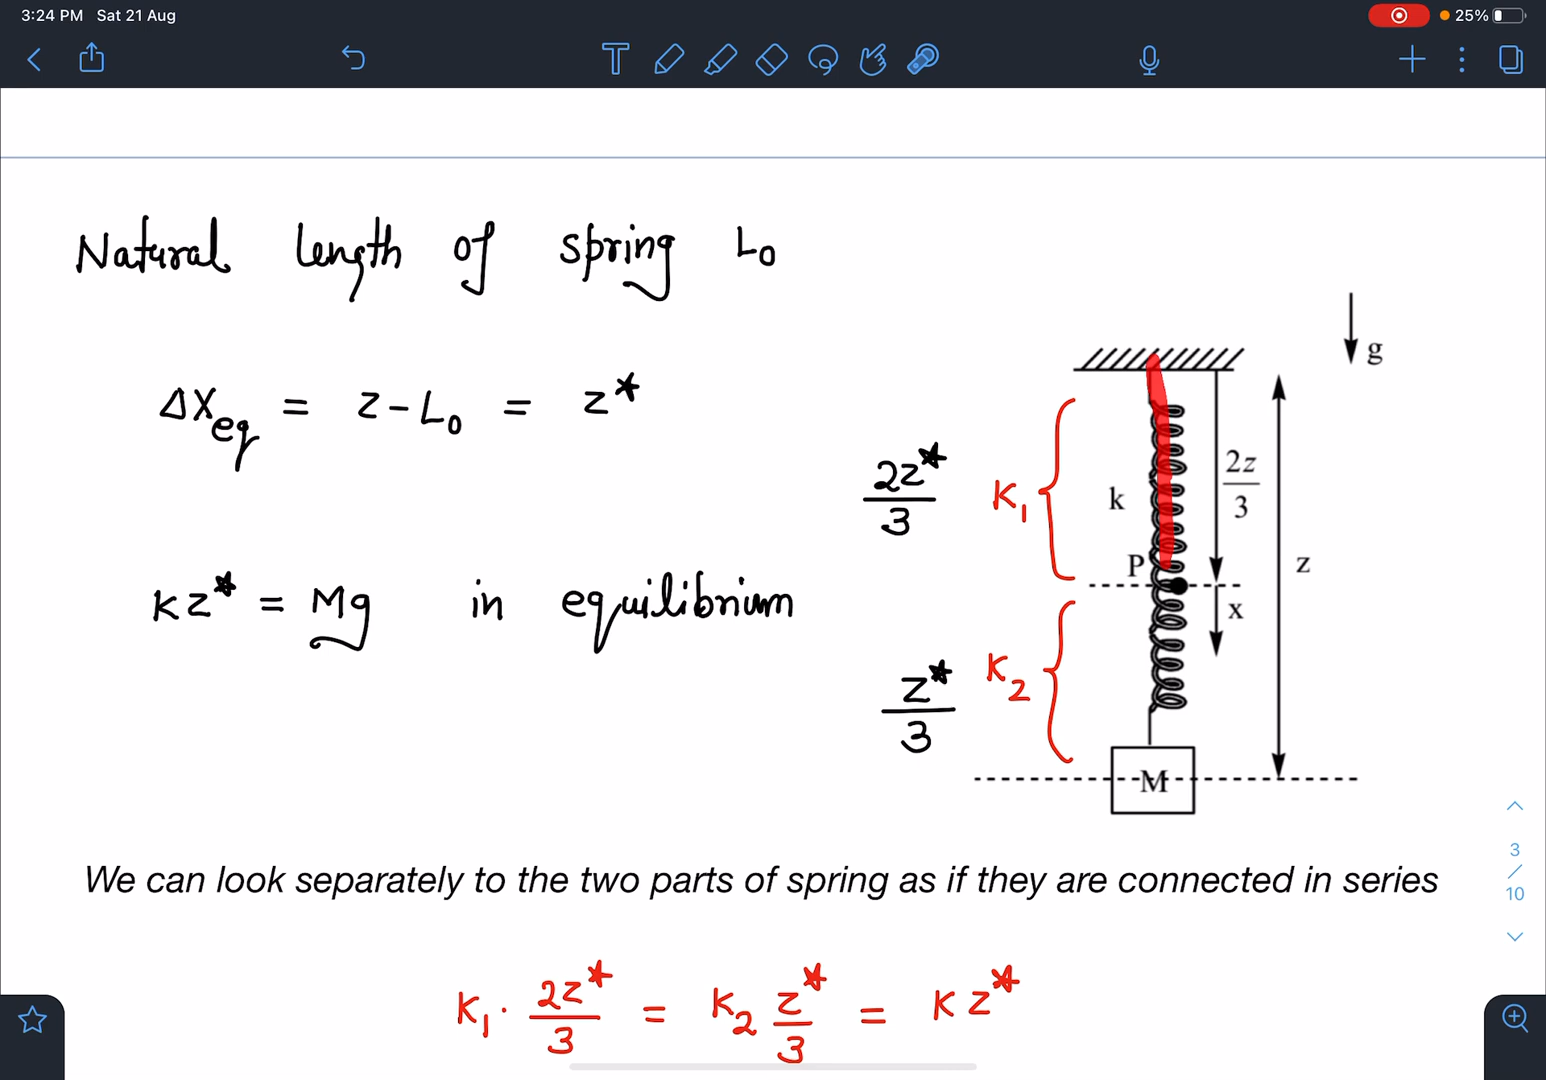 3:24 PM Sat 21 Aug
25%
Natural length of spring L₀
g
ΔX_eq = z - L₀ = z*
2z*/3 K₁ k 2z/3
P
z
Kz* = Mg in equilibrium
x
z*/3 K₂
M
3
/
10
We can look separately to the two parts of spring as if they are connected in series
K₁ · 2z*/3 = K₂ z*/3 = K z*